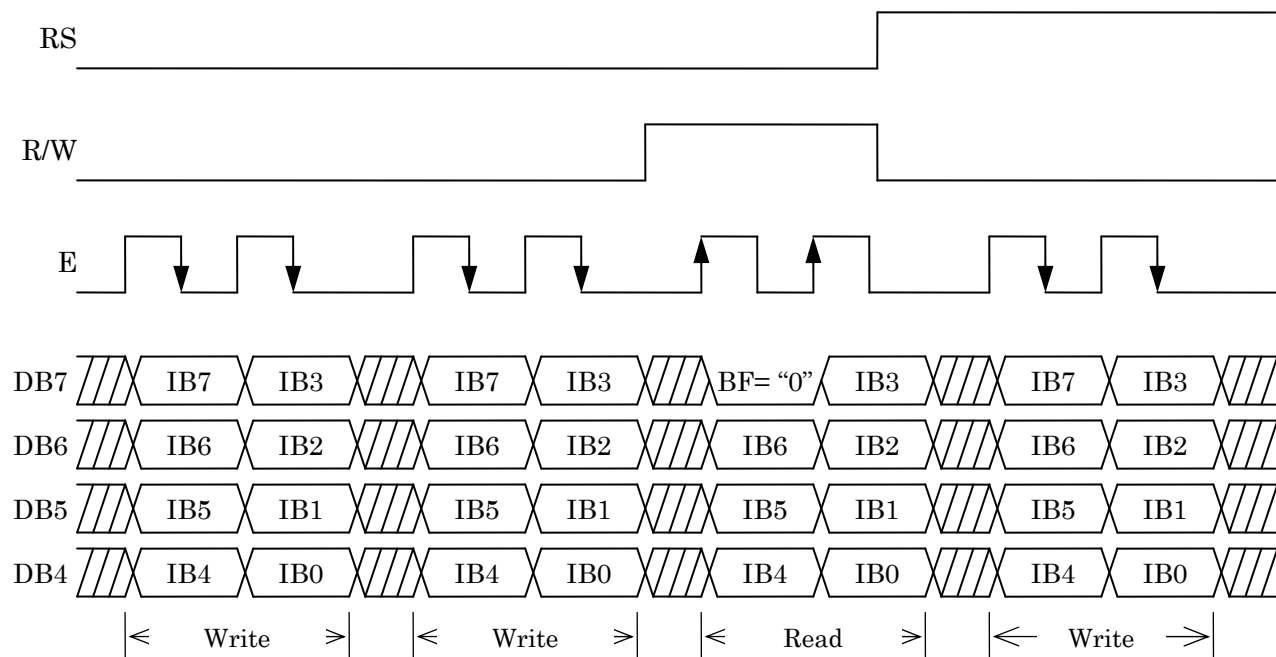 RS
R/W
E
DB7 IB7 IB3 IB7 IB3 BF= “0” IB3 IB7 IB3
DB6 IB6 IB2 IB6 IB2 IB6 IB2 IB6 IB2
DB5 IB5 IB1 IB5 IB1 IB5 IB1 IB5 IB1
DB4 IB4 IB0 IB4 IB0 IB4 IB0 IB4 IB0
Write Write Read Write